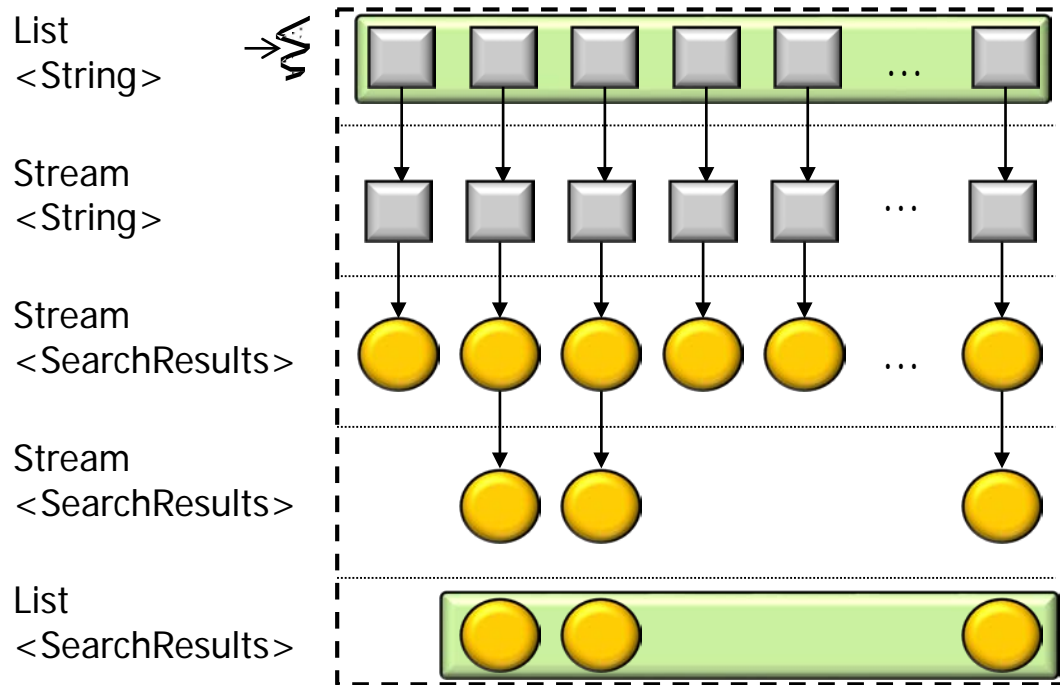 List
<String>
…
Stream
<String>
…
Stream
<SearchResults>
…
Stream
<SearchResults>
List
<SearchResults>